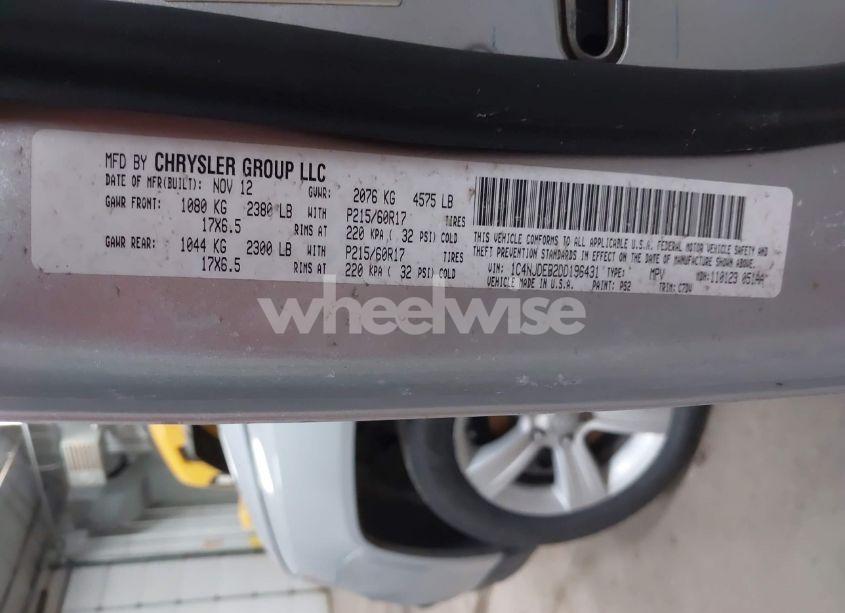 MFD BY CHRYSLER GROUP LLC
DATE OF MFR(BUILT): NOV 12 GVWR: 2076 KG 4575 LB
GAWR FRONT: 1080 KG 2380 LB WITH P215/60R17 TIRES
17X6.5 RIMS AT 220 KPA ( 32 PSI) COLD
GAWR REAR: 1044 KG 2300 LB WITH P215/60R17 TIRES
17X6.5 RIMS AT 220 KPA ( 32 PSI) COLD
THIS VEHICLE CONFORMS TO ALL APPLICABLE U.S.A. FEDERAL MOTOR VEHICLE SAFETY AND
THEFT PREVENTION STANDARDS IN EFFECT ON THE DATE OF MANUFACTURE SHOWN ABOVE.
VIN: 1C4NJDEB2DD196431 TYPE: MPV MDH: 110123 051AA
VEHICLE MADE IN U.S.A. PAINT: PS2 TRIM: C7DV
wheelwise